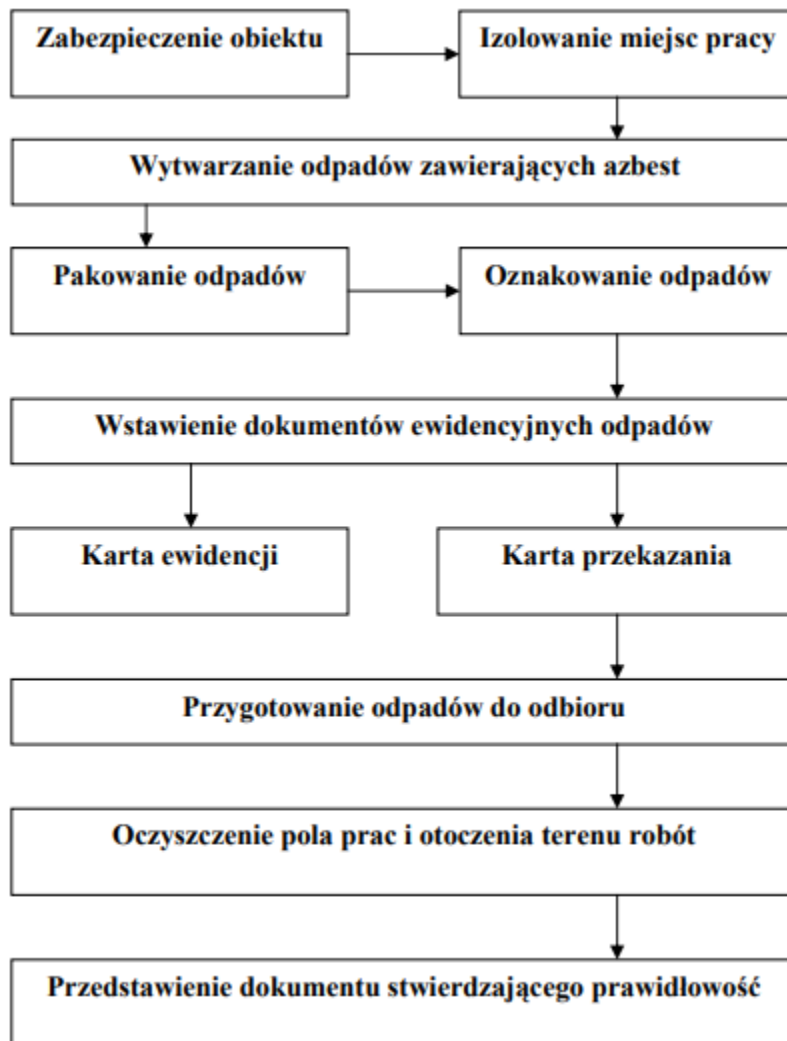 Zabezpieczenie obiektu
Izolowanie miejsc pracy
Wytwarzanie odpadów zawierających azbest
Pakowanie odpadów
Oznakowanie odpadów
Wstawienie dokumentów ewidencyjnych odpadów
Karta ewidencji
Karta przekazania
Przygotowanie odpadów do odbioru
Oczyszczenie pola prac i otoczenia terenu robót
Przedstawienie dokumentu stwierdzającego prawidłowość